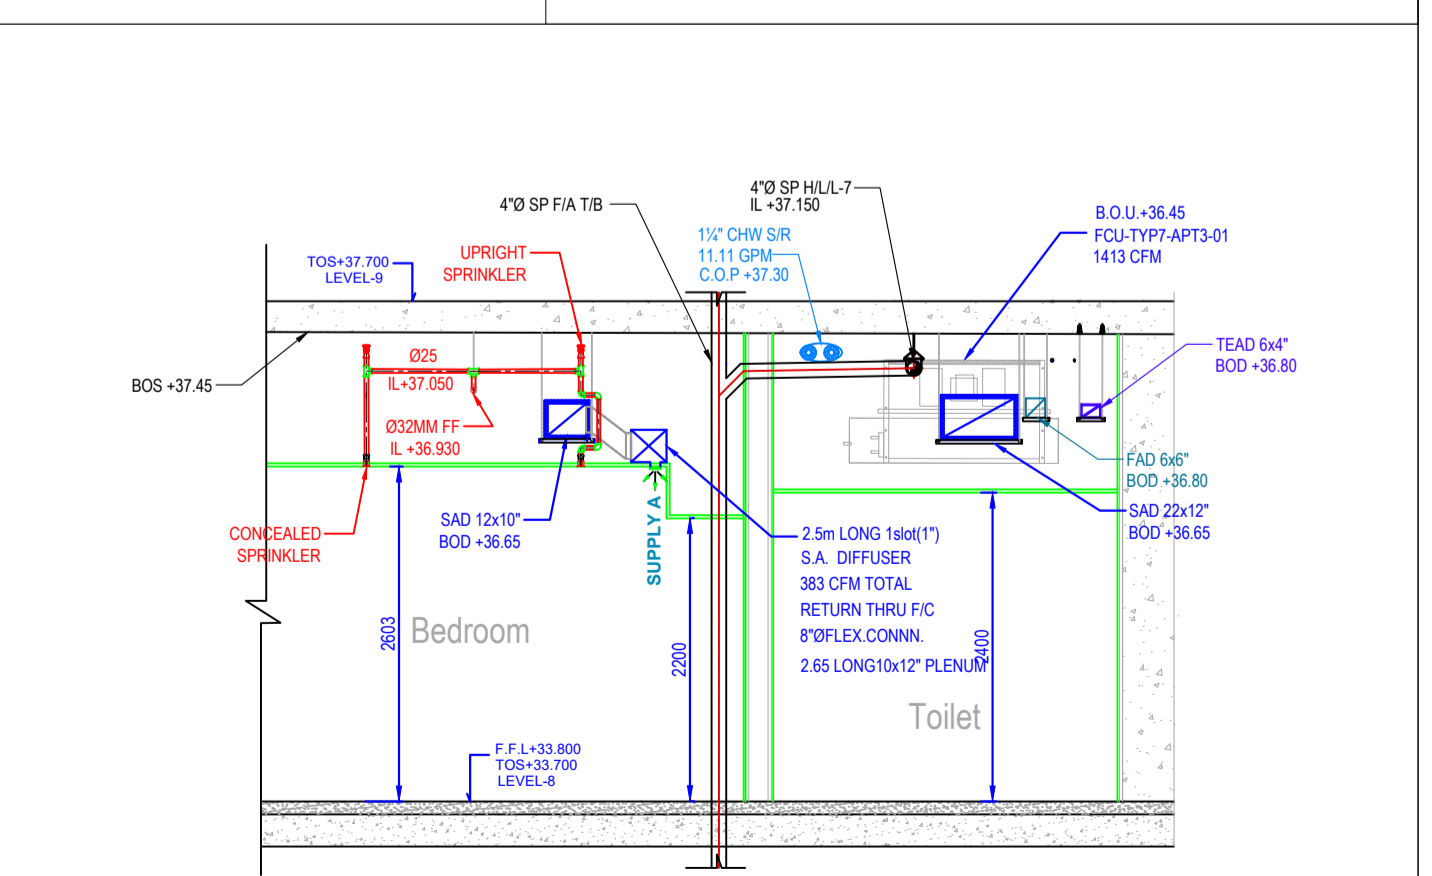 4"Ø SP F/A T/B
4"Ø SP H/L/L-7
IL +37.150
B.O.U.+36.45
FCU-TYP7-APT3-01
1413 CFM
1¼" CHW S/R
11.11 GPM
C.O.P +37.30
UPRIGHT
SPRINKLER
TOS+37.700
LEVEL-9
BOS +37.45
Ø25
IL+37.050
Ø32MM FF
IL +36.930
TEAD 6x4"
BOD +36.80
FAD 6x6"
BOD +36.80
SAD 22x12"
BOD +36.65
SAD 12x10"
BOD +36.65
CONCEALED
SPRINKLER
SUPPLY A
2.5m LONG 1slot(1")
S.A. DIFFUSER
383 CFM TOTAL
RETURN THRU F/C
8"ØFLEX.CONNN.
2.65 LONG10x12" PLENUM
2603
Bedroom
2200
2400
Toilet
F.F.L+33.800
TOS+33.700
LEVEL-8